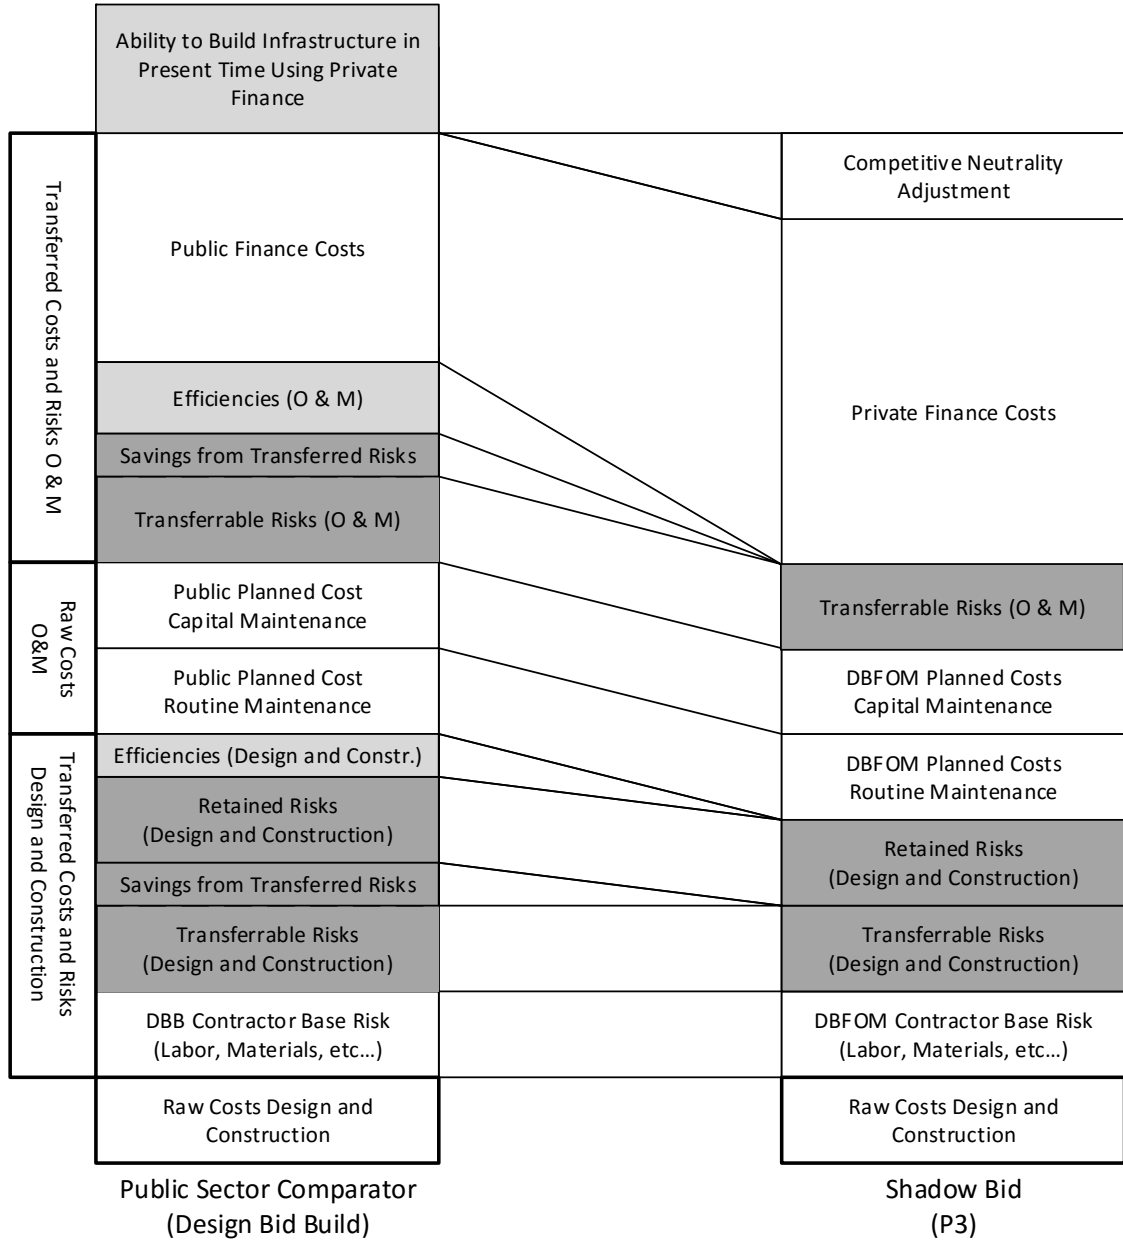 Ability to Build Infrastructure in
Present Time Using Private
Finance
Transferred Costs and Risks O & M
Public Finance Costs
Efficiencies (O & M)
Savings from Transferred Risks
Transferrable Risks (O & M)
Raw Costs
O&M
Public Planned Cost
Capital Maintenance
Public Planned Cost
Routine Maintenance
Transferred Costs and Risks
Design and Construction
Efficiencies (Design and Constr.)
Retained Risks
(Design and Construction)
Savings from Transferred Risks
Transferrable Risks
(Design and Construction)
DBB Contractor Base Risk
(Labor, Materials, etc...)
Raw Costs Design and
Construction
Public Sector Comparator
(Design Bid Build)
Competitive Neutrality
Adjustment
Private Finance Costs
Transferrable Risks (O & M)
DBFOM Planned Costs
Capital Maintenance
DBFOM Planned Costs
Routine Maintenance
Retained Risks
(Design and Construction)
Transferrable Risks
(Design and Construction)
DBFOM Contractor Base Risk
(Labor, Materials, etc...)
Raw Costs Design and
Construction
Shadow Bid
(P3)